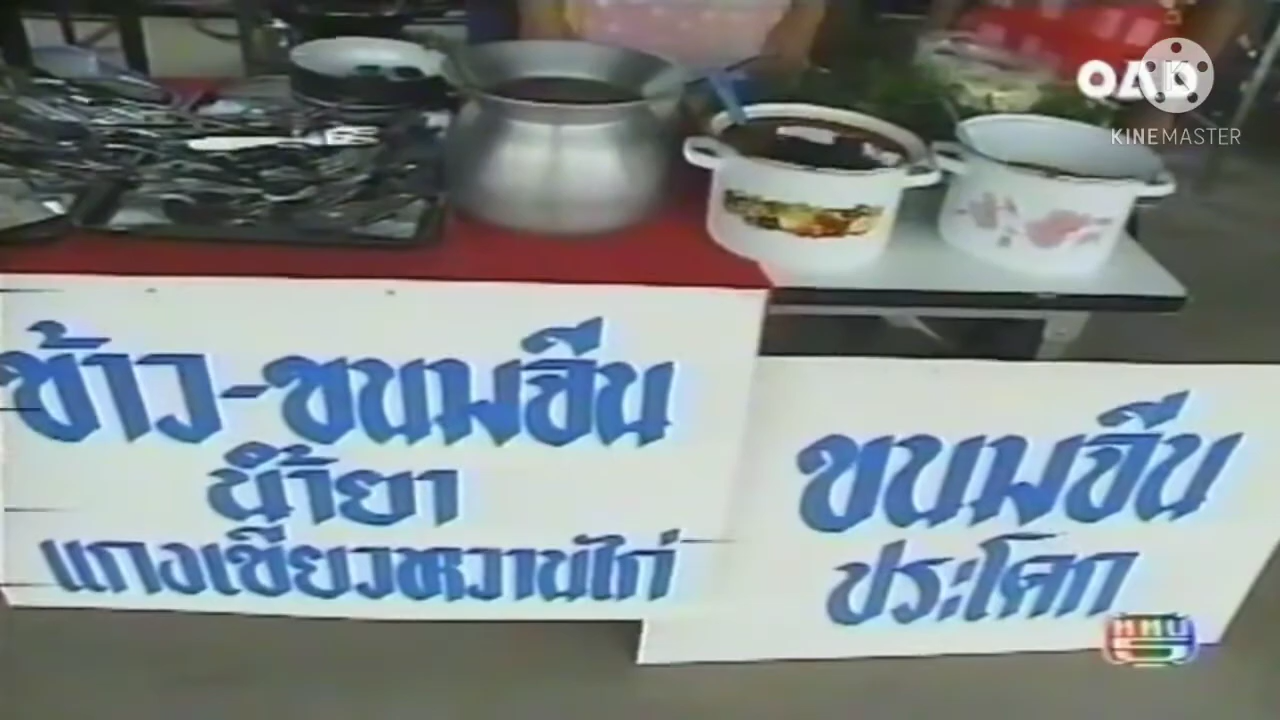 KINEMASTER
ข้าว-ขนมจีน
น้ำยา
แกงเขียวหวานไก่
ขนมจีน
ประโคก